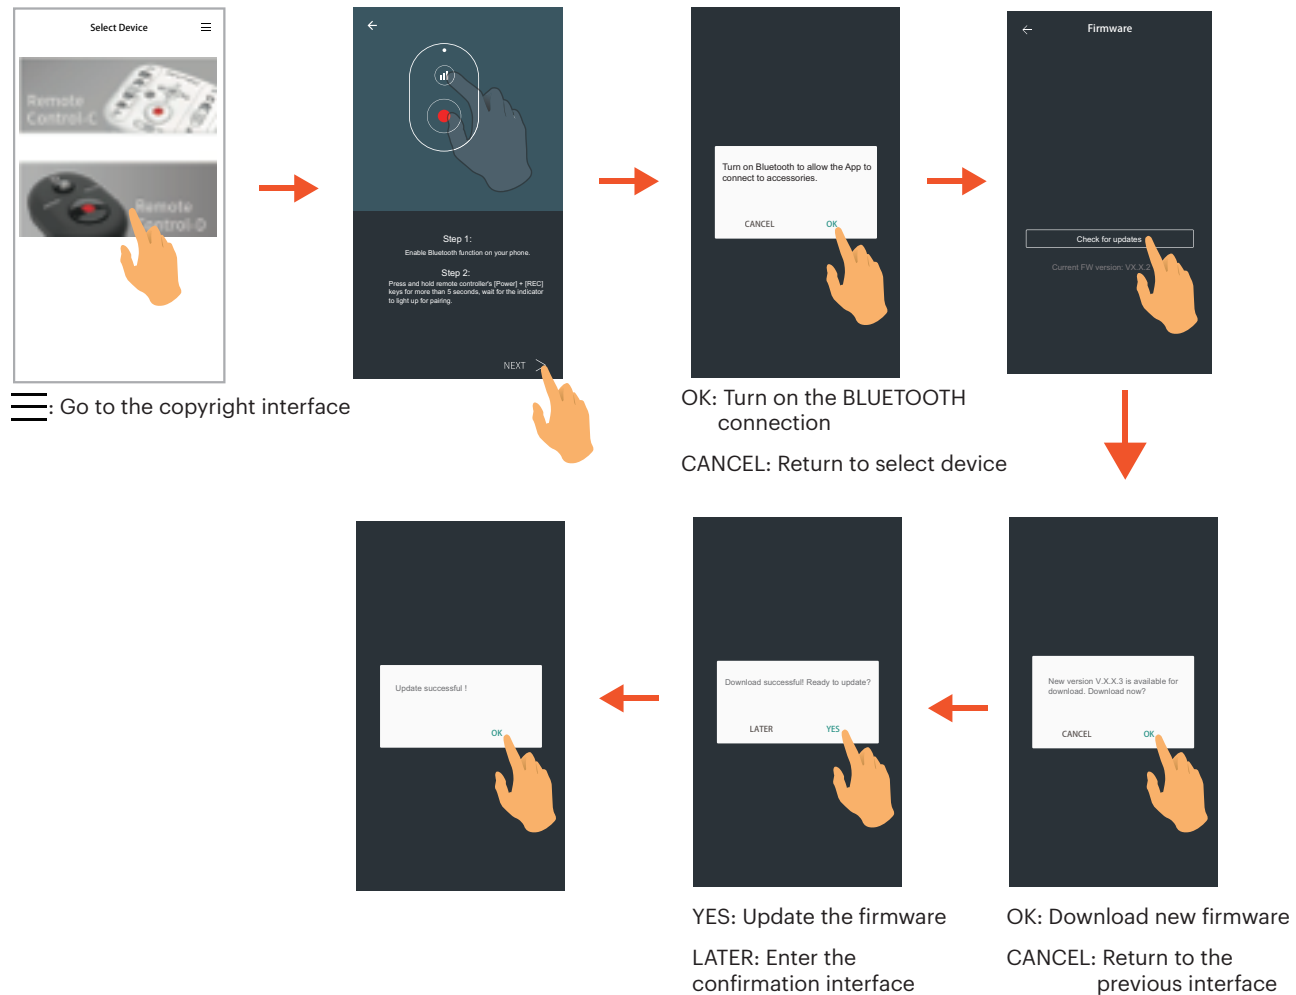 Select Device
Remote
Control-C
Remote
Control-D
Step 1:
Enable Bluetooth function on your phone.
Step 2:
Press and hold remote controller's [Power] + [REC]
keys for more than 5 seconds, wait for the indicator
to light up for pairing.
NEXT
Turn on Bluetooth to allow the App to
connect to accessories.
CANCEL OK
Firmware
Check for updates
Current FW version: VX.X.2
: Go to the copyright interface
OK: Turn on the BLUETOOTH
connection
CANCEL: Return to select device
Update successful !
OK
Download successful! Ready to update?
LATER YES
New version V.X.X.3 is available for
download. Download now?
CANCEL OK
YES: Update the firmware
LATER: Enter the
confirmation interface
OK: Download new firmware
CANCEL: Return to the
previous interface